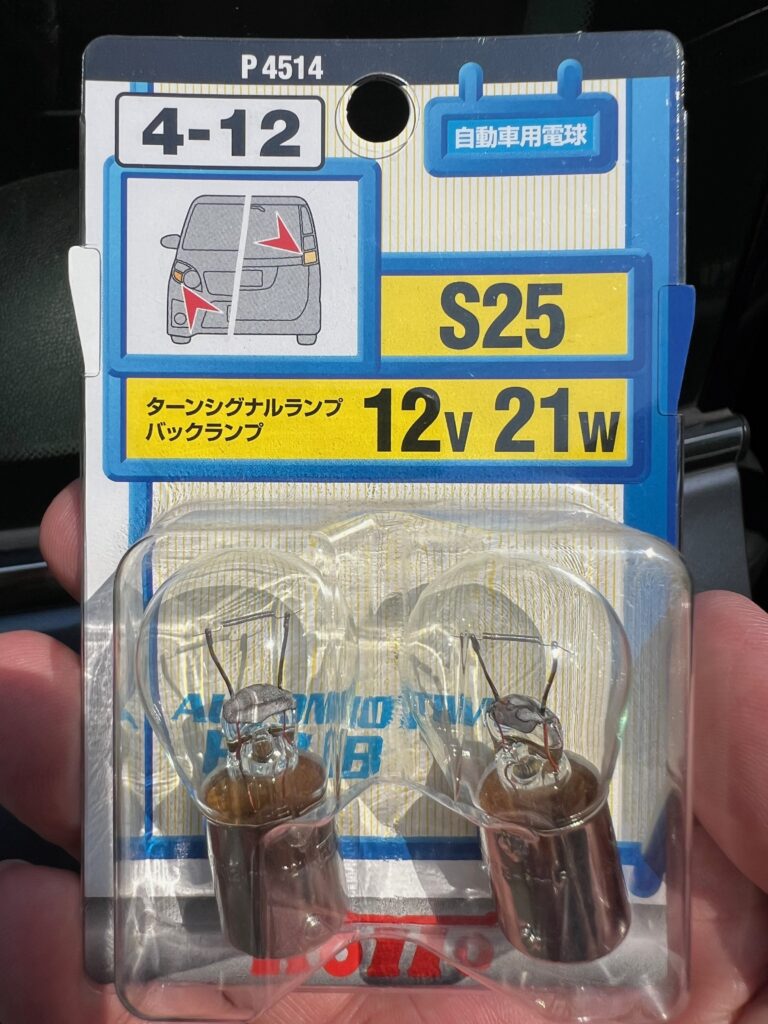 P 4514
4-12
自動車用電球
S25
ターンシグナルランプ
バックランプ
12V 21W